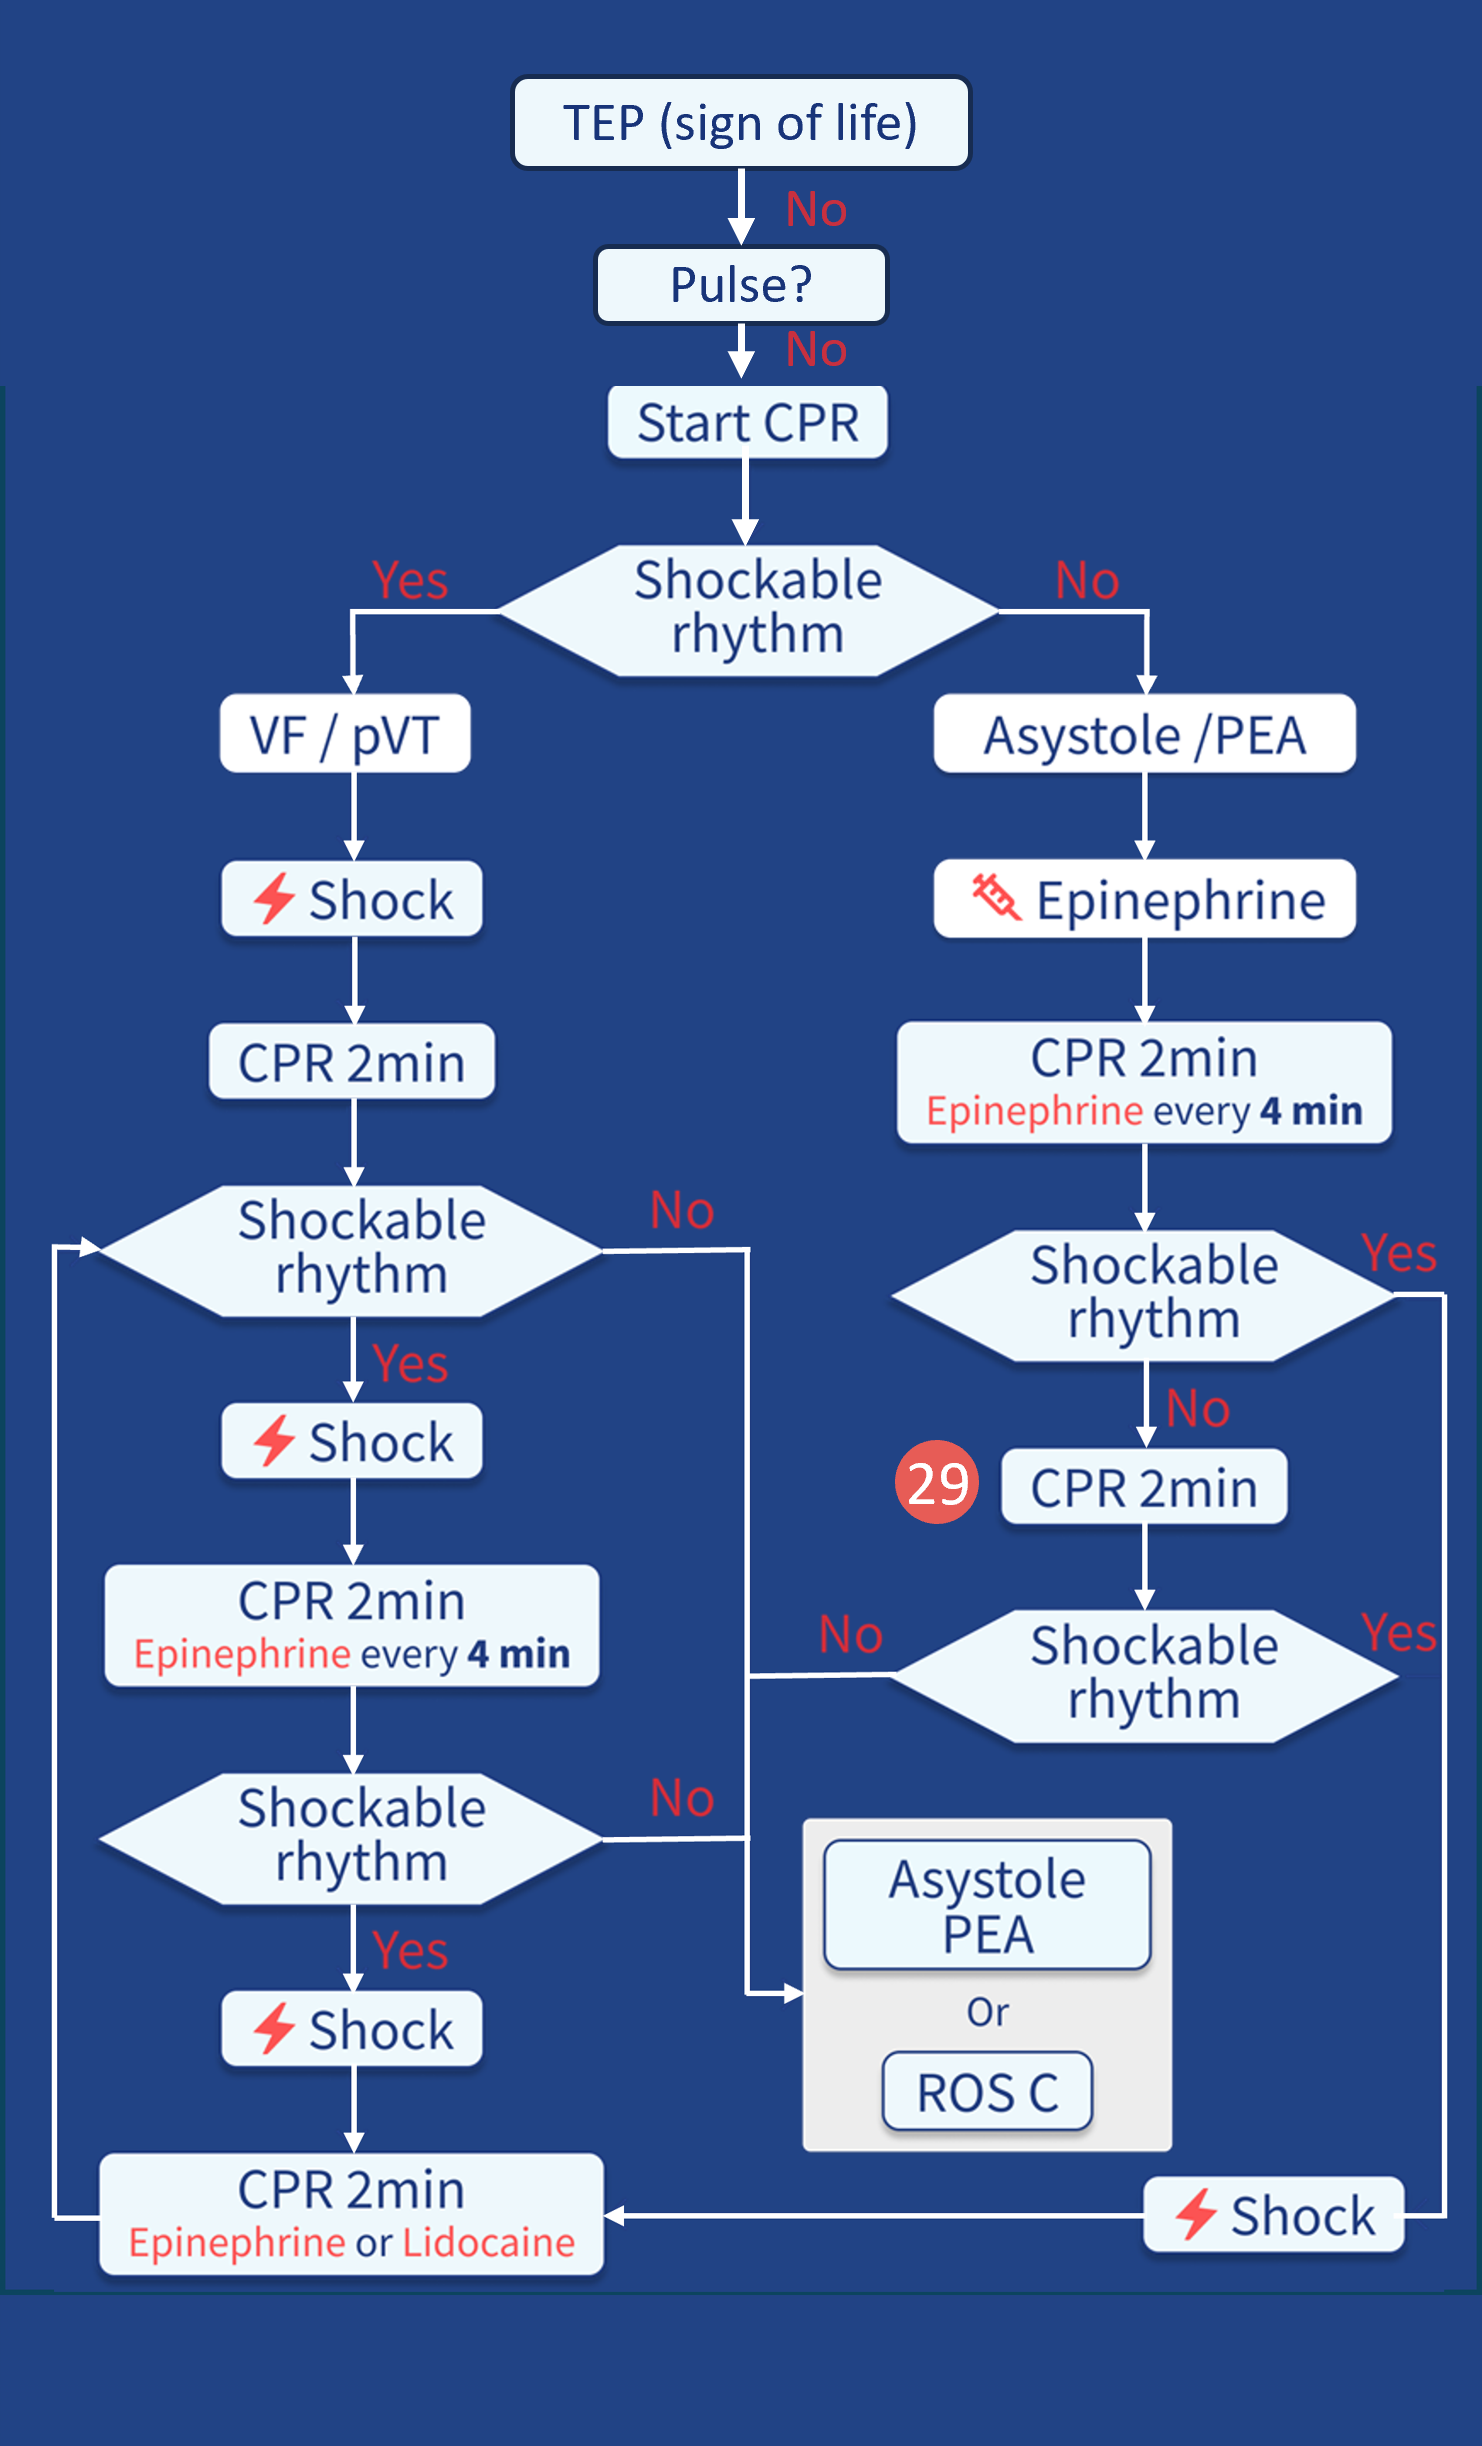 TEP (sign of life)
No
Pulse?
No
Start CPR
Yes
Shockable
rhythm
No
VF / pVT
Asystole /PEA
Shock
Epinephrine
CPR 2min
CPR 2min
Epinephrine every 4 min
Shockable
rhythm
No
Shockable
rhythm
Yes
Yes
No
Shock
29
CPR 2min
CPR 2min
Epinephrine every 4 min
No
Shockable
rhythm
Yes
Shockable
rhythm
No
Asystole
PEA
Yes
Or
Shock
ROS C
CPR 2min
Epinephrine or Lidocaine
Shock